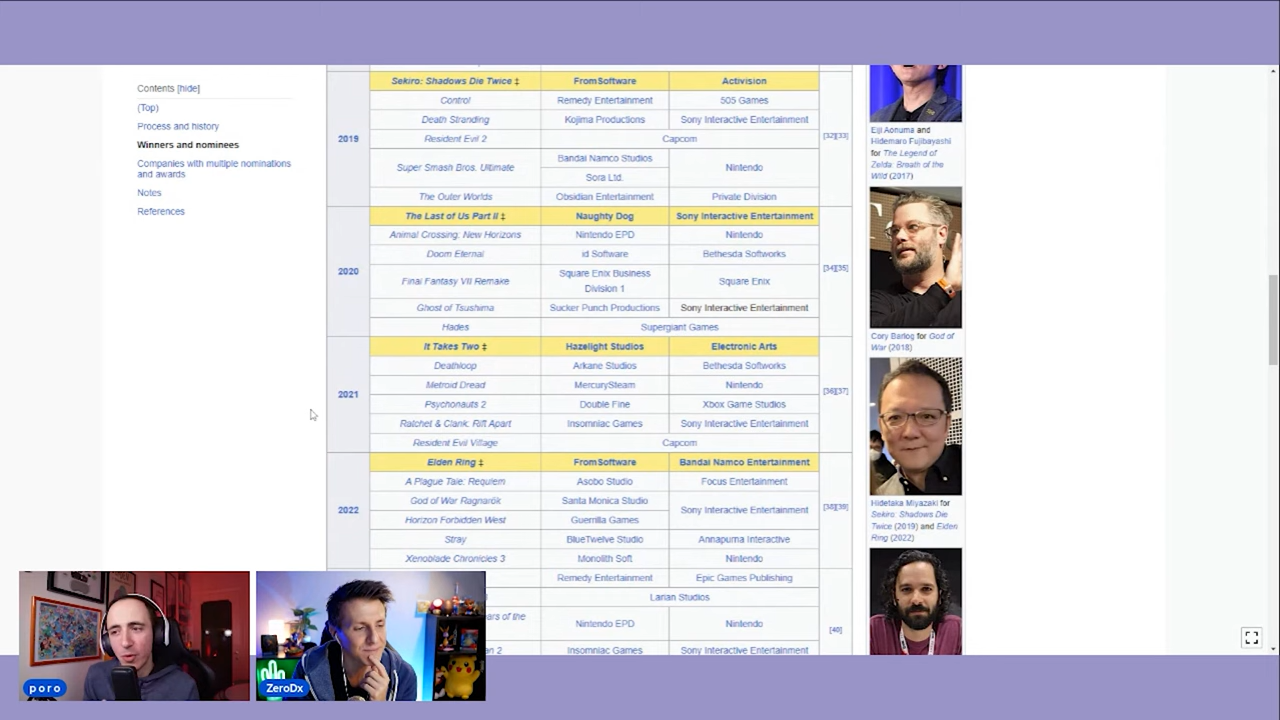 Contents [hide]
(Top)
Process and history
Winners and nominees
Companies with multiple nominations
and awards
Notes
References
2019
Sekiro: Shadows Die Twice ‡ FromSoftware Activision
Control Remedy Entertainment 505 Games
Death Stranding Kojima Productions Sony Interactive Entertainment
Resident Evil 2 Capcom
Super Smash Bros. Ultimate Bandai Namco Studios Nintendo
Sora Ltd.
The Outer Worlds Obsidian Entertainment Private Division
[32][33]
2020
The Last of Us Part II ‡ Naughty Dog Sony Interactive Entertainment
Animal Crossing: New Horizons Nintendo EPD Nintendo
Doom Eternal id Software Bethesda Softworks
Final Fantasy VII Remake Square Enix Business Square Enix
Division 1
Ghost of Tsushima Sucker Punch Productions Sony Interactive Entertainment
Hades Supergiant Games
[34][35]
2021
It Takes Two ‡ Hazelight Studios Electronic Arts
Deathloop Arkane Studios Bethesda Softworks
Metroid Dread MercurySteam Nintendo
Psychonauts 2 Double Fine Xbox Game Studios
Ratchet & Clank: Rift Apart Insomniac Games Sony Interactive Entertainment
Resident Evil Village Capcom
[36][37]
2022
Elden Ring ‡ FromSoftware Bandai Namco Entertainment
A Plague Tale: Requiem Asobo Studio Focus Entertainment
God of War Ragnarök Santa Monica Studio Sony Interactive Entertainment
Horizon Forbidden West Guerrilla Games
Stray BlueTwelve Studio Annapurna Interactive
Xenoblade Chronicles 3 Monolith Soft Nintendo
[38][39]
Remedy Entertainment Epic Games Publishing
Larian Studios
ars of the Nintendo EPD Nintendo
an 2 Insomniac Games Sony Interactive Entertainment
[40]
Eiji Aonuma and
Hidemaro Fujibayashi
for The Legend of
Zelda: Breath of the
Wild (2017)
Cory Barlog for God of
War (2018)
Hidetaka Miyazaki for
Sekiro: Shadows Die
Twice (2019) and Elden
Ring (2022)
poro
ZeroDx